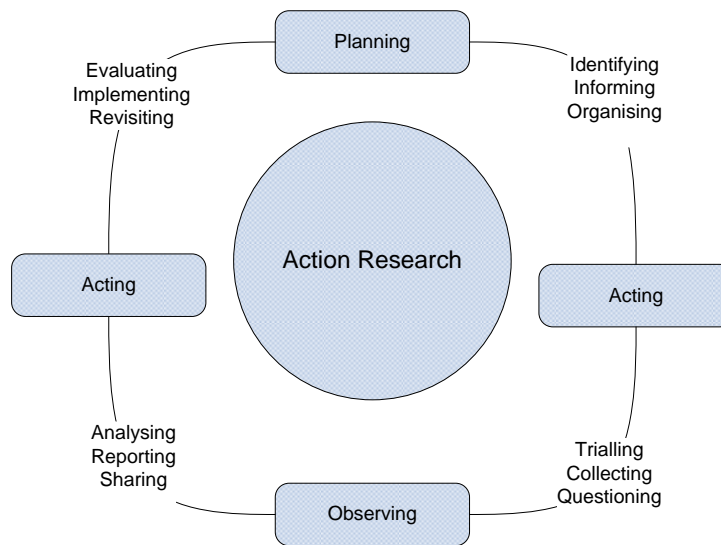 Planning
Evaluating
Implementing
Revisiting
Identifying
Informing
Organising
Action Research
Acting
Acting
Analysing
Reporting
Sharing
Trialling
Collecting
Questioning
Observing